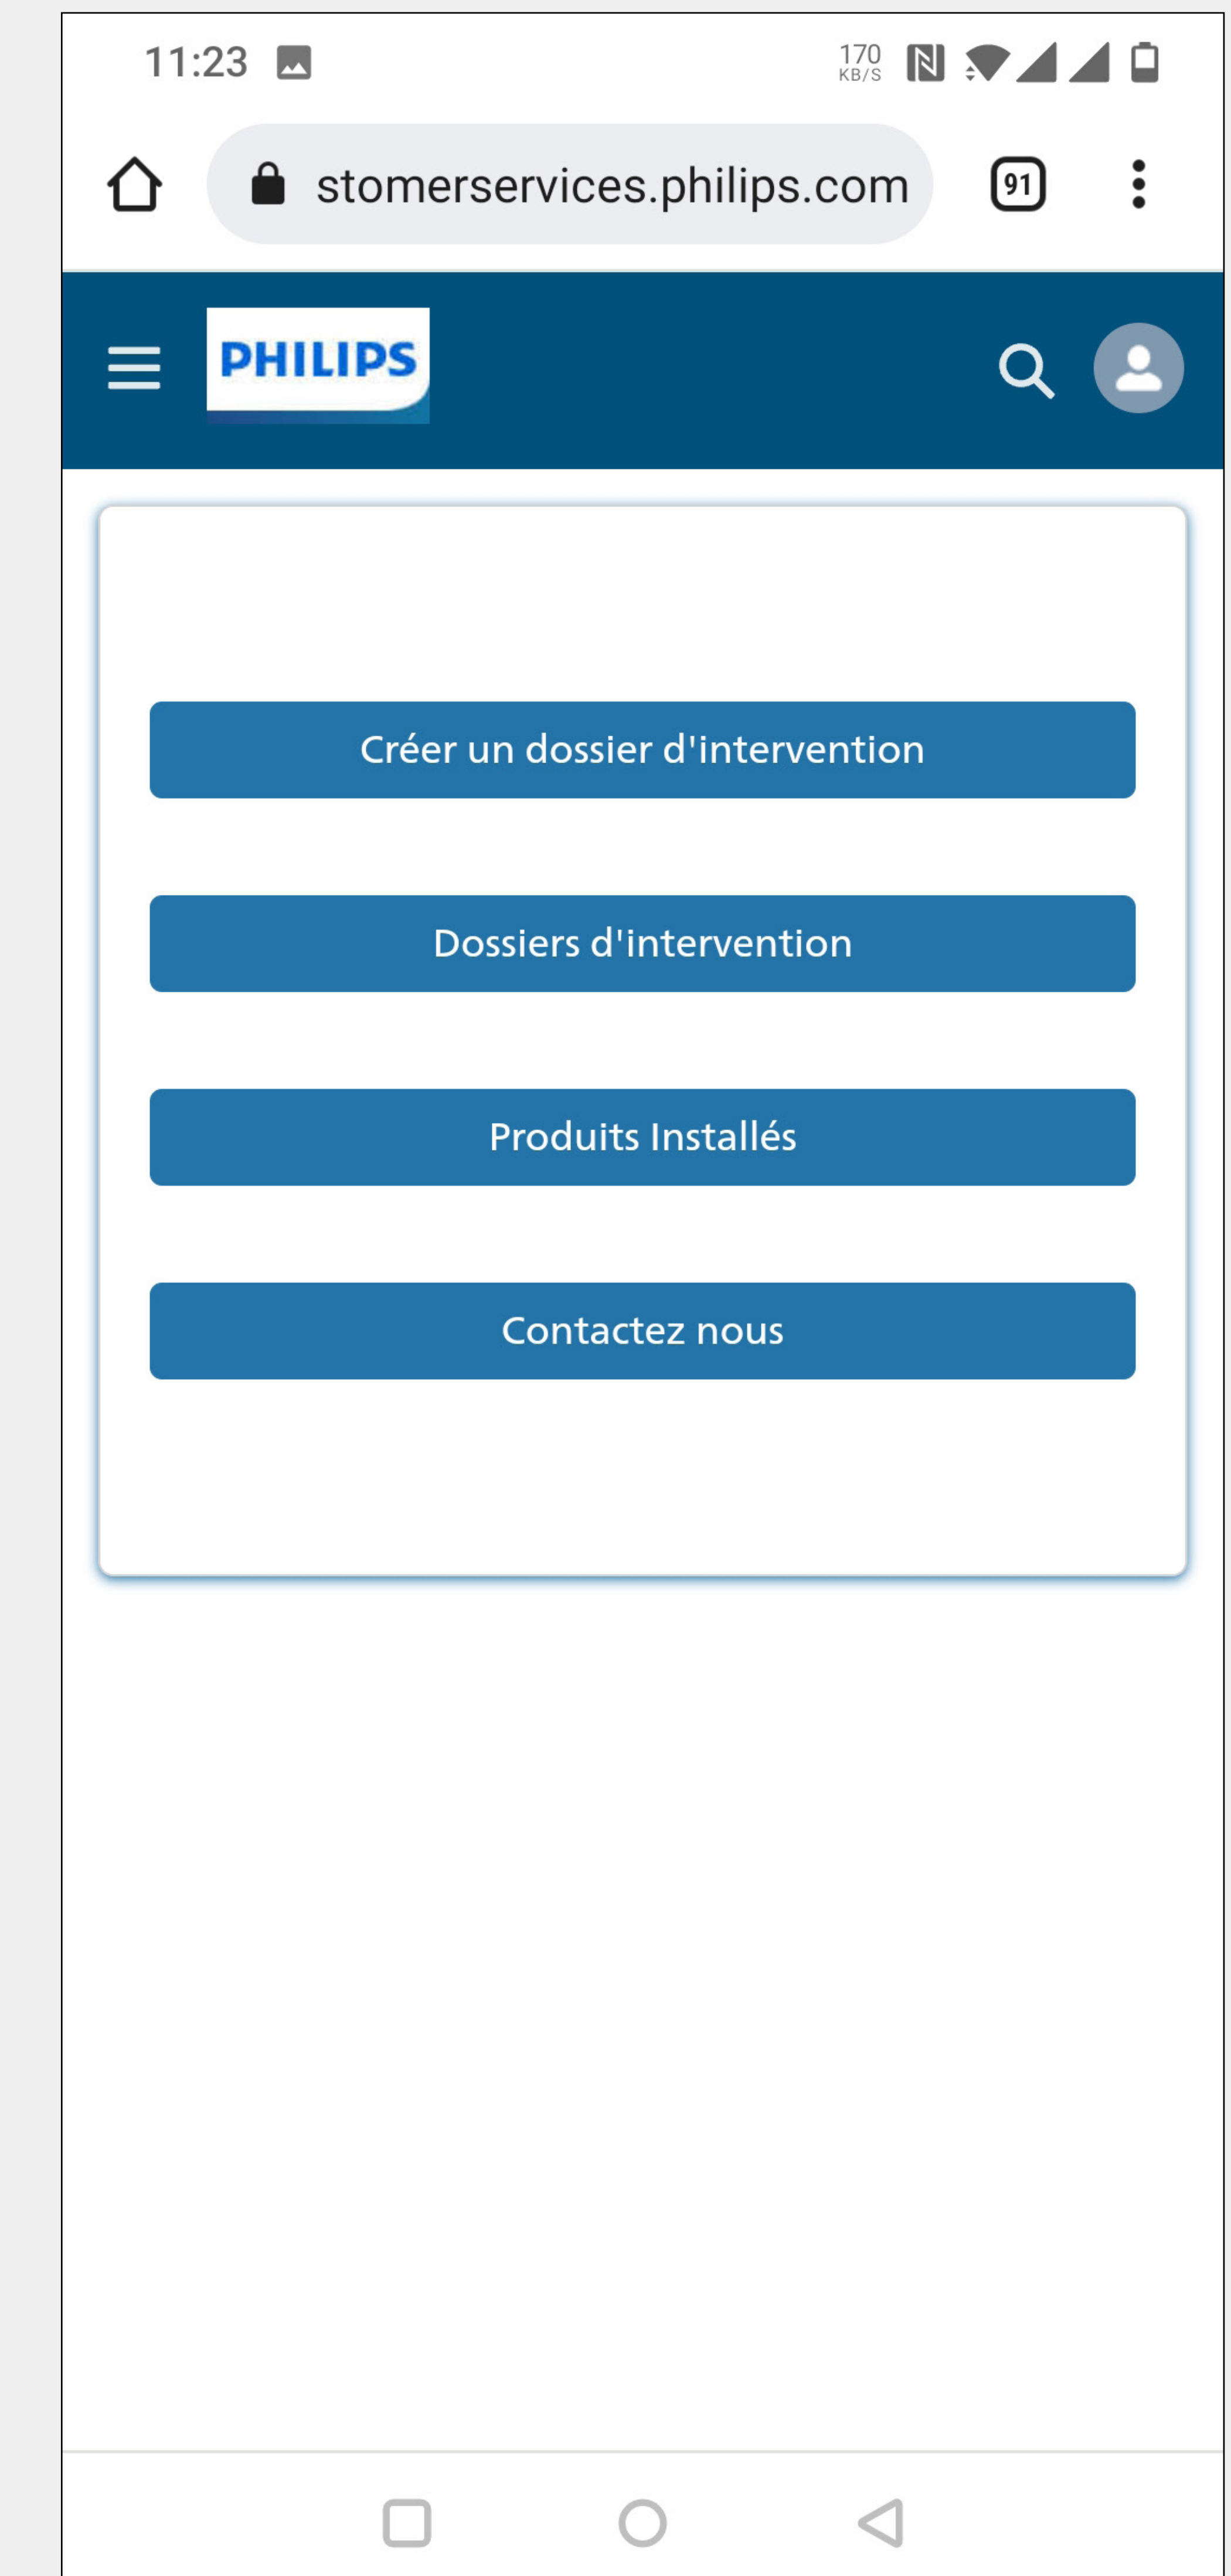 11:23
170
KB/S
stomerservices.philips.com
91
PHILIPS
Créer un dossier d'intervention
Dossiers d'intervention
Produits Installés
Contactez nous